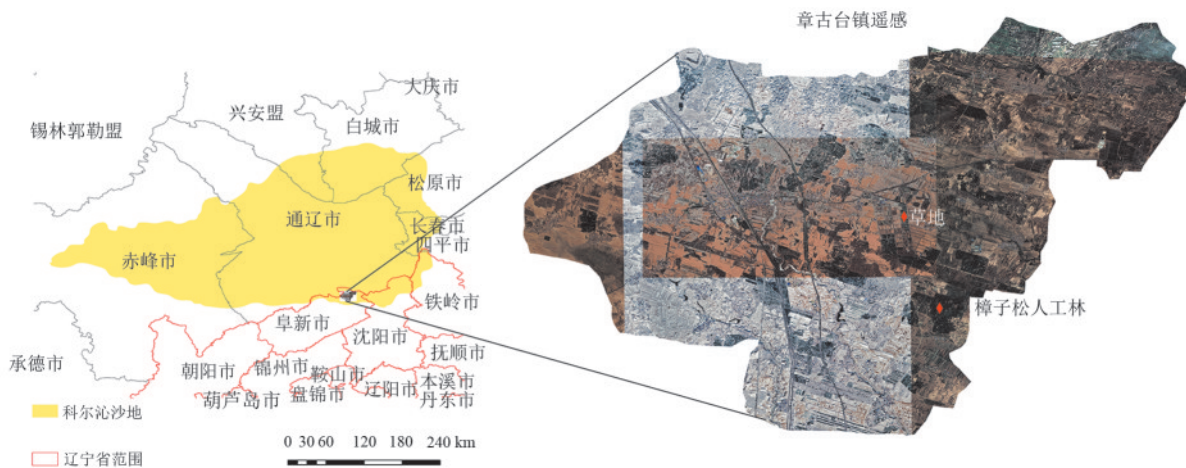 章古台镇遥感
大庆市
兴安盟
白城市
锡林郭勒盟
松原市
通辽市
长春市
四平市
赤峰市
草地
铁岭市
樟子松人工林
阜新市
沈阳市
承德市
朝阳市
锦州市
鞍山市
抚顺市
葫芦岛市
盘锦市
辽阳市
本溪市
丹东市
科尔沁沙地
辽宁省范围
0 30 60 120 180 240 km